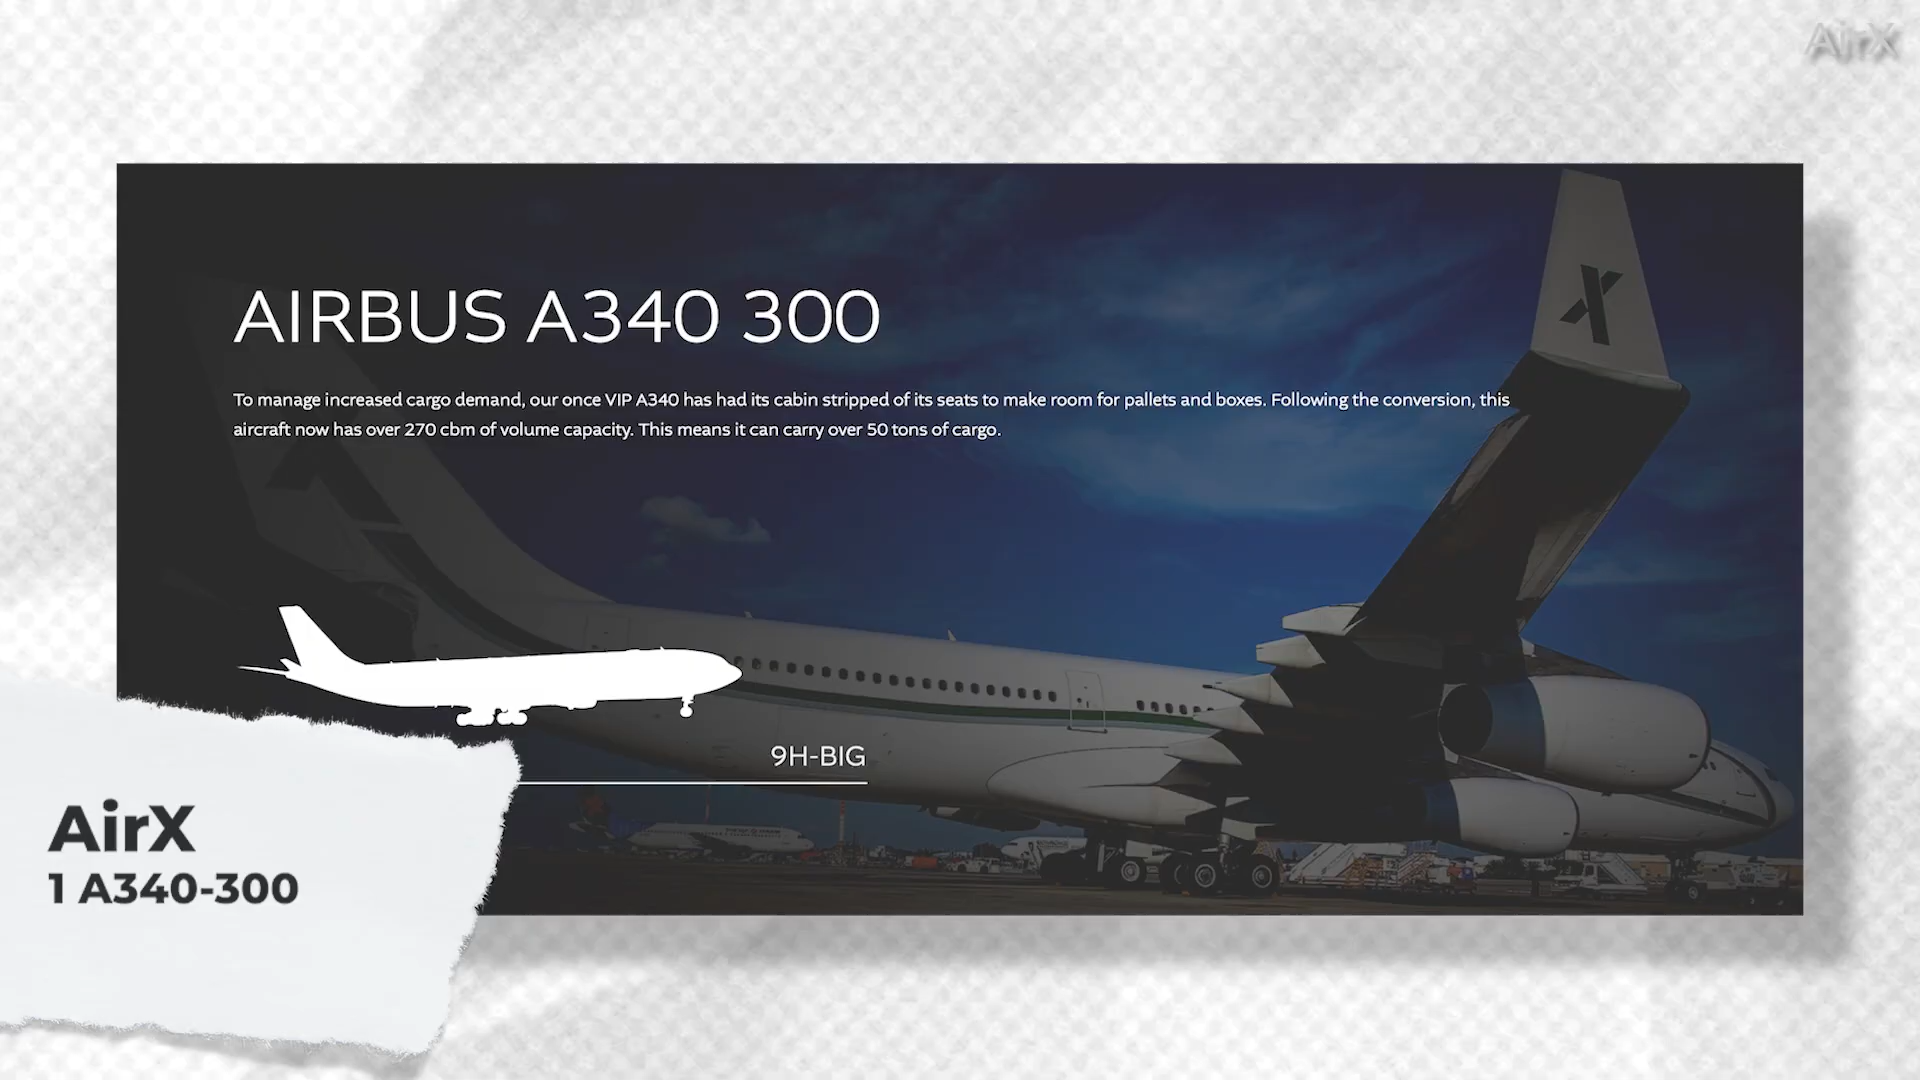 AirX
AIRBUS A340 300
To manage increased cargo demand, our once VIP A340 has had its cabin stripped of its seats to make room for pallets and boxes. Following the conversion, this
aircraft now has over 270 cbm of volume capacity. This means it can carry over 50 tons of cargo.
X
9H-BIG
AirX
1 A340-300